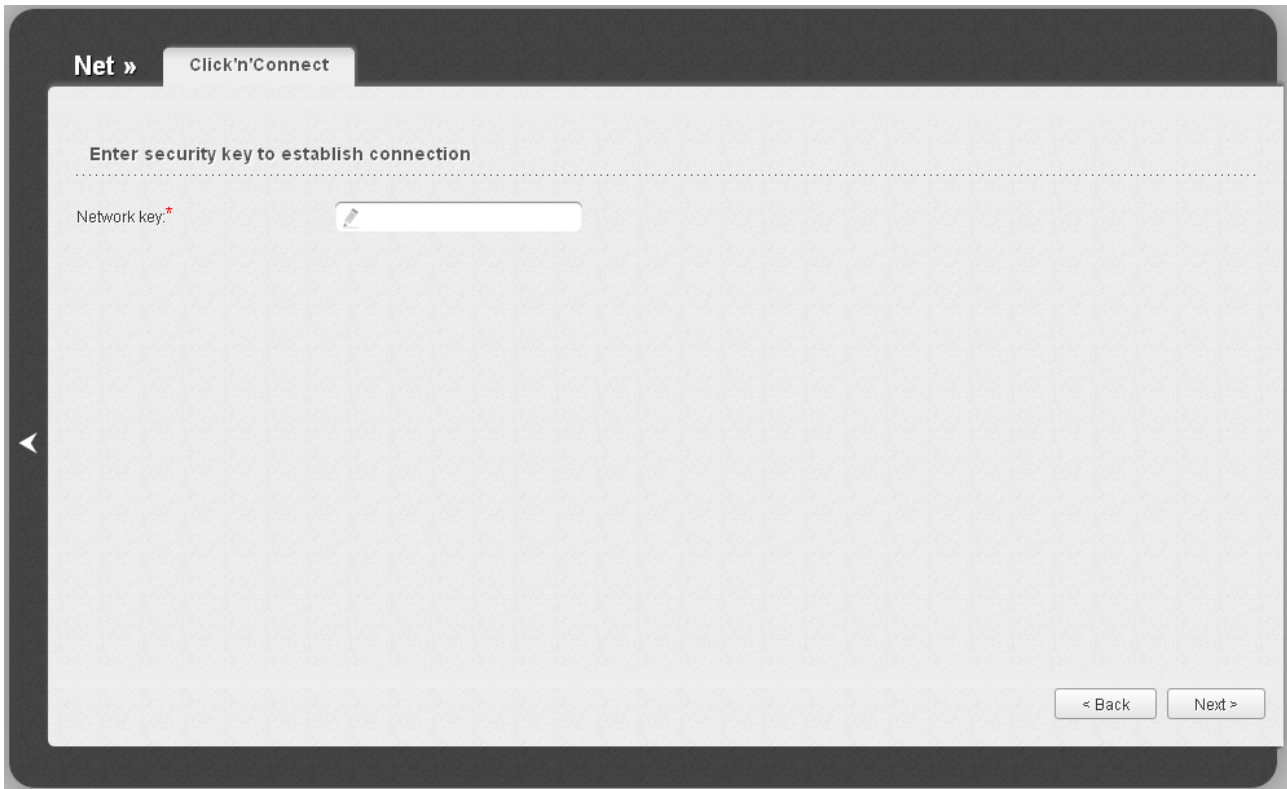 Net » Click'n'Connect
Enter security key to establish connection
Network key:*
< Back Next >